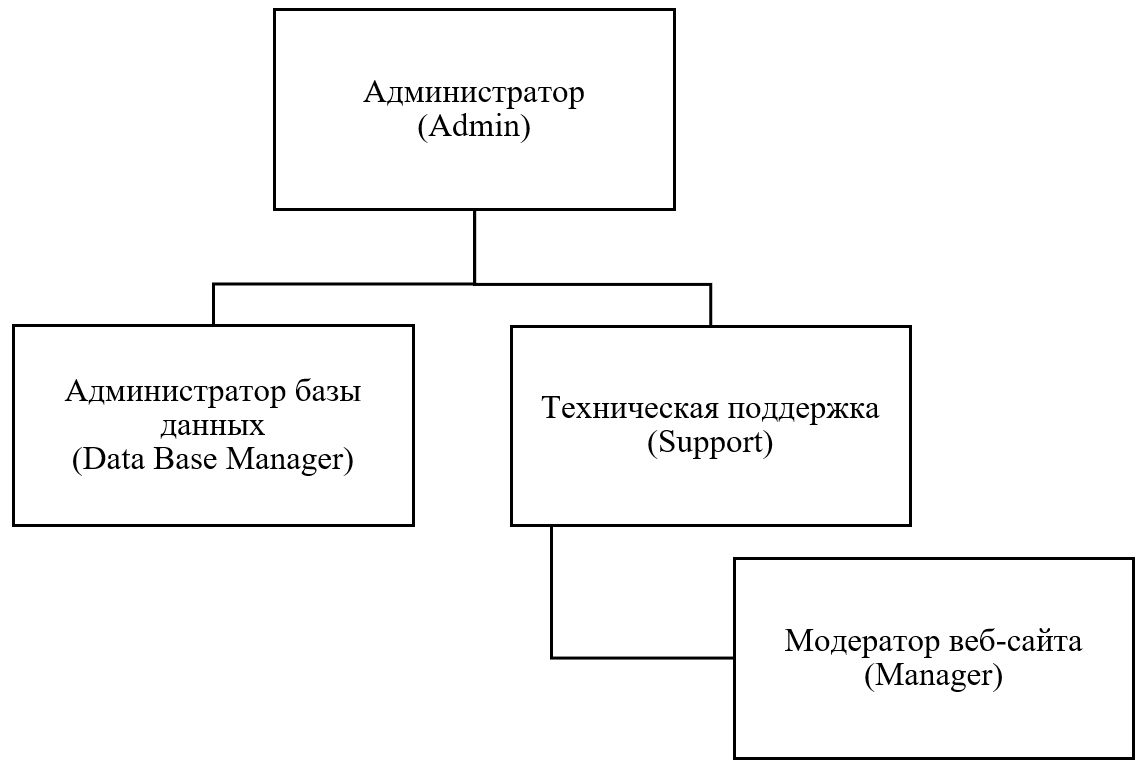 Администратор
(Admin)
Администратор базы
данных
(Data Base Manager)
Техническая поддержка
(Support)
Модератор веб-сайта
(Manager)